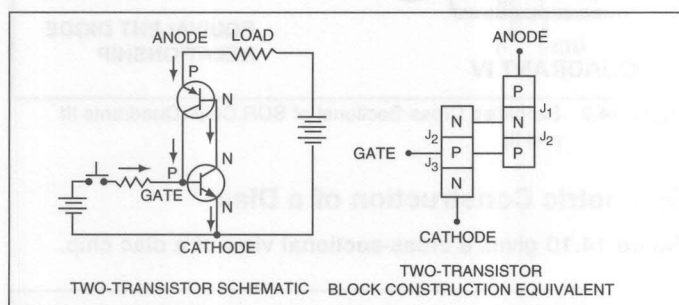 ANODE LOAD
P
N
P
N
GATE
N
CATHODE
TWO-TRANSISTOR SCHEMATIC
ANODE
P
N
J1
N
J2
J2
GATE
P
P
J3
N
CATHODE
TWO-TRANSISTOR
BLOCK CONSTRUCTION EQUIVALENT